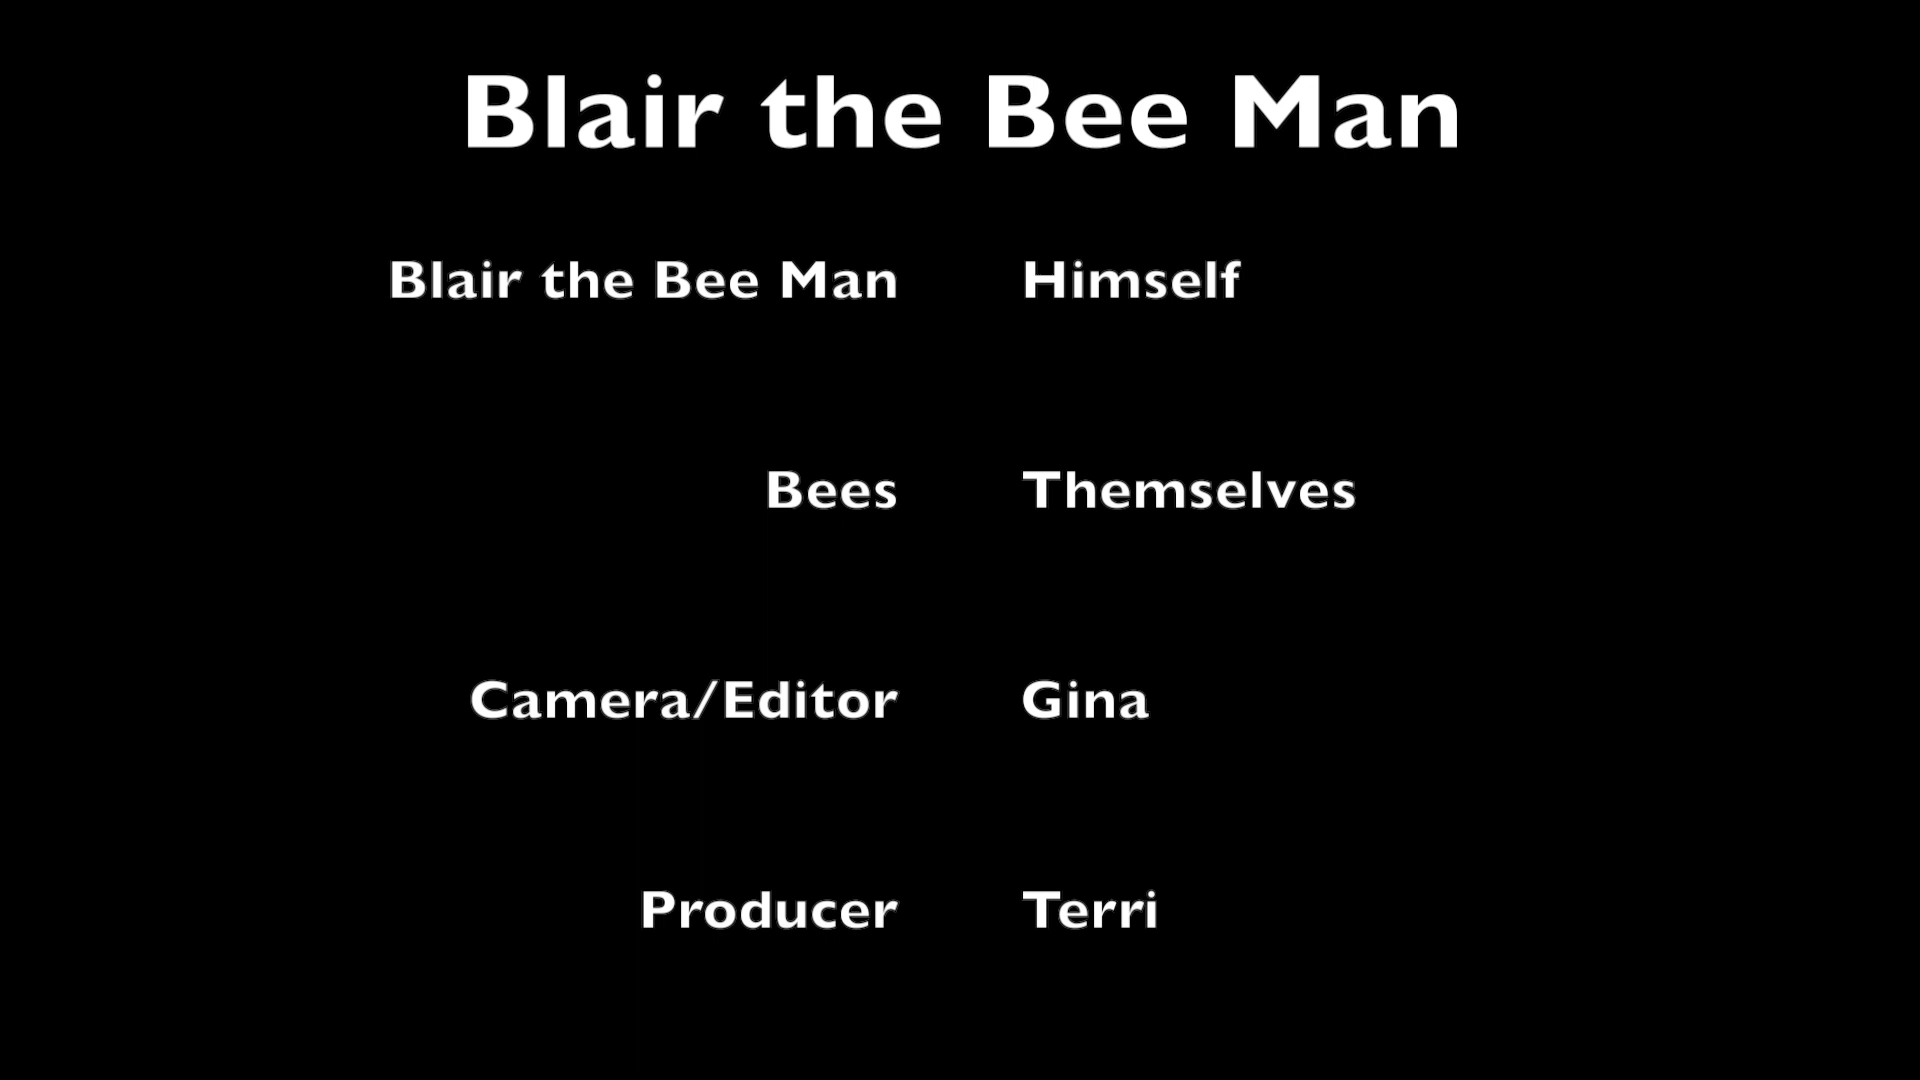 Blair the Bee Man
Blair the Bee Man Himself
Bees Themselves
Camera/Editor Gina
Producer Terri